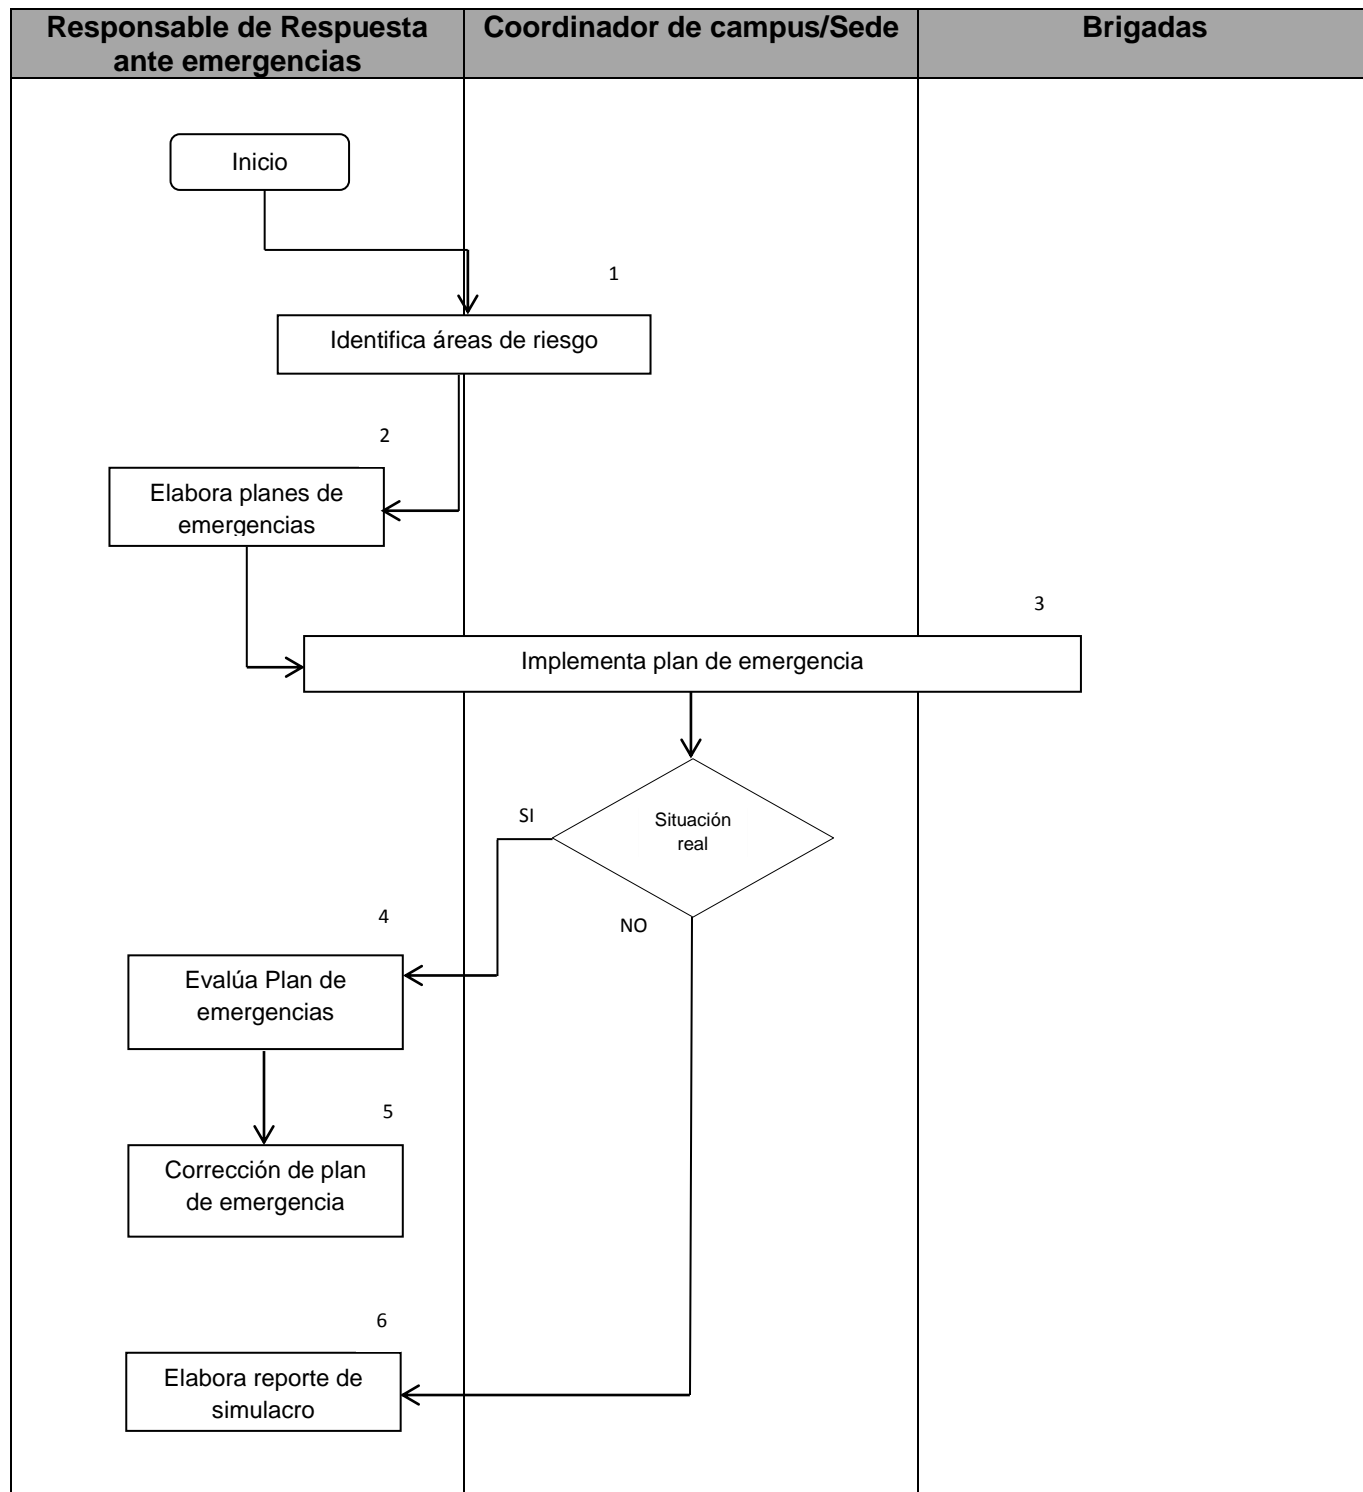 Responsable de Respuesta
ante emergencias
Coordinador de campus/Sede
Brigadas
Inicio
1
Identifica áreas de riesgo
2
Elabora planes de
emergencias
3
Implementa plan de emergencia
Situación
real
SI
NO
4
Evalúa Plan de
emergencias
5
Corrección de plan
de emergencia
6
Elabora reporte de
simulacro